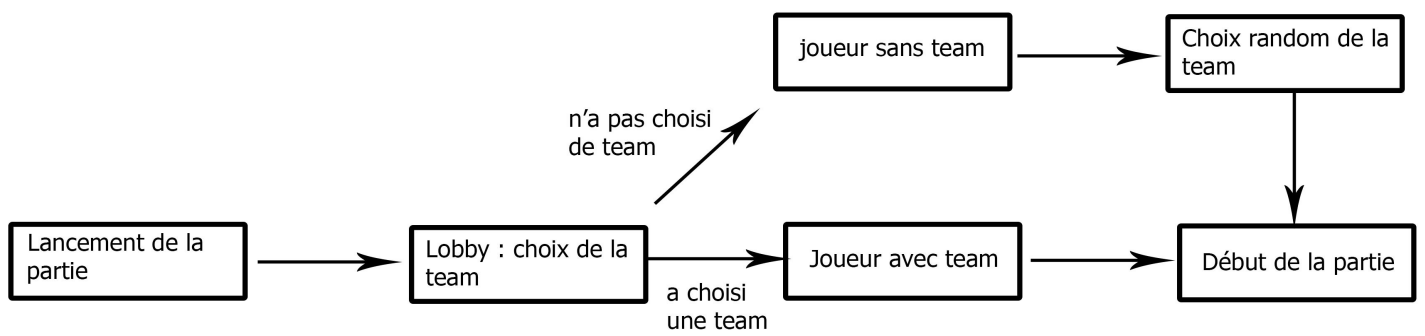 joueur sans team
Choix random de la
team
n'a pas choisi
de team
Lancement de la
partie
Lobby : choix de la
team
Joueur avec team
Début de la partie
a choisi
une team